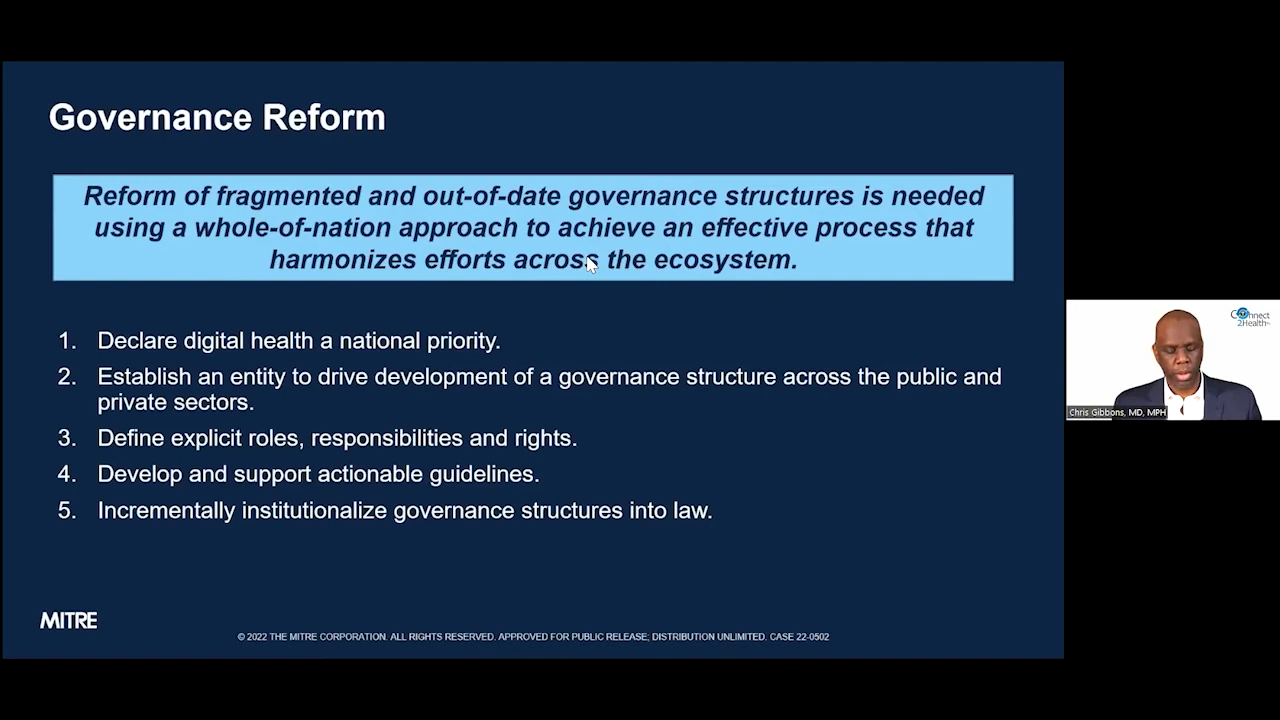 Governance Reform
Reform of fragmented and out-of-date governance structures is needed
using a whole-of-nation approach to achieve an effective process that
harmonizes efforts across the ecosystem.
1. Declare digital health a national priority.
2. Establish an entity to drive development of a governance structure across the public and
private sectors.
3. Define explicit roles, responsibilities and rights.
4. Develop and support actionable guidelines.
5. Incrementally institutionalize governance structures into law.
MITRE
© 2022 THE MITRE CORPORATION. ALL RIGHTS RESERVED. APPROVED FOR PUBLIC RELEASE; DISTRIBUTION UNLIMITED. CASE 22-0502
Connect
2Health
Chris Gibbons, MD, MPH